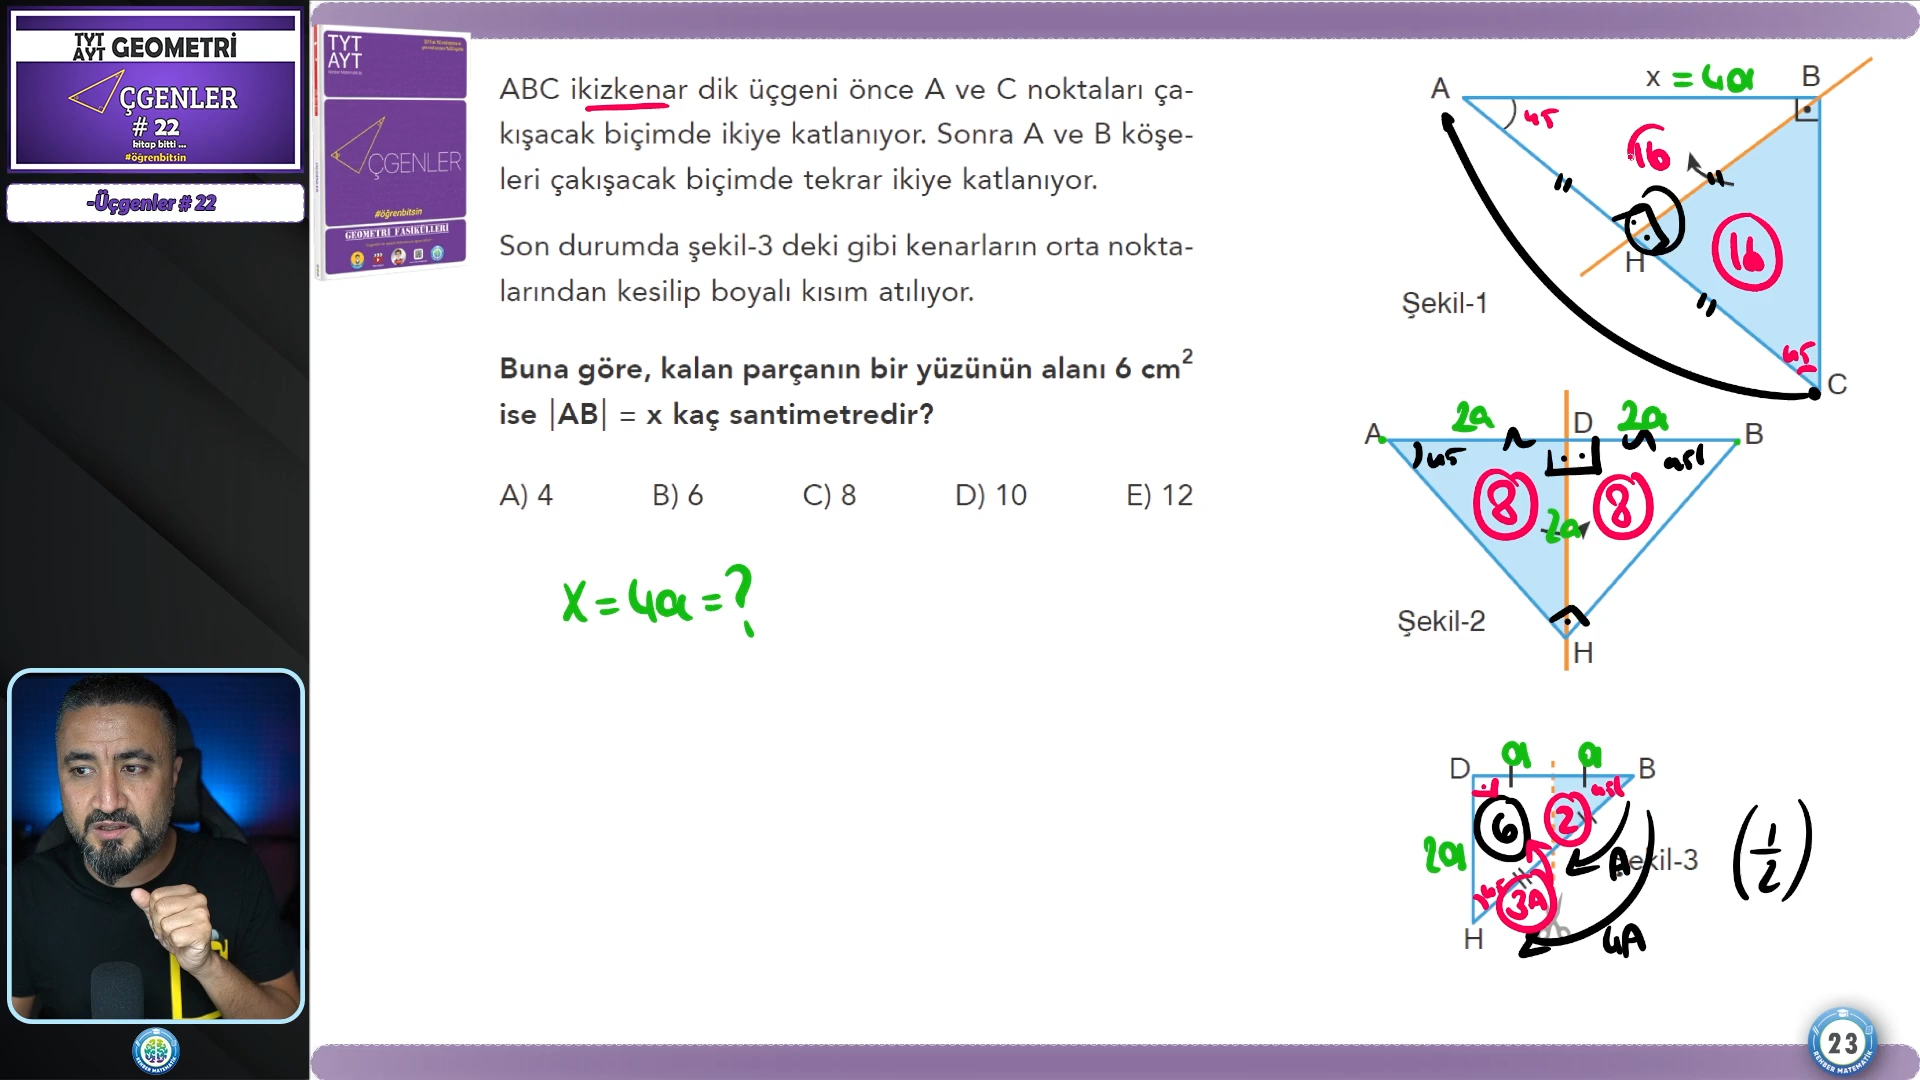 TYT
AYT GEOMETRİ
ÜÇGENLER
# 22
kitap bitti ...
#öğrenbitsin
-Üçgenler # 22
TYT
AYT
ÜÇGENLER
#öğrenbitsin
GEOMETRİ FASİKÜLLERİ
ABC ikizkenar dik üçgeni önce A ve C noktaları ça-
kışacak biçimde ikiye katlanıyor. Sonra A ve B köşe-
leri çakışacak biçimde tekrar ikiye katlanıyor.
Son durumda şekil-3 deki gibi kenarların orta nokta-
larından kesilip boyalı kısım atılıyor.
Buna göre, kalan parçanın bir yüzünün alanı 6 cm²
ise |AB| = x kaç santimetredir?
A) 4 B) 6 C) 8 D) 10 E) 12
x = 4a = ?
A x = 4a B
45
16
16
H
45
C
Şekil-1
2a 2a
A D B
45 45
8 8
2a
H
Şekil-2
a a
D B
45
6 2
2a
A
Şekil-3
45
3A
H
4A
(1/2)
23
REHBER MATEMATİK